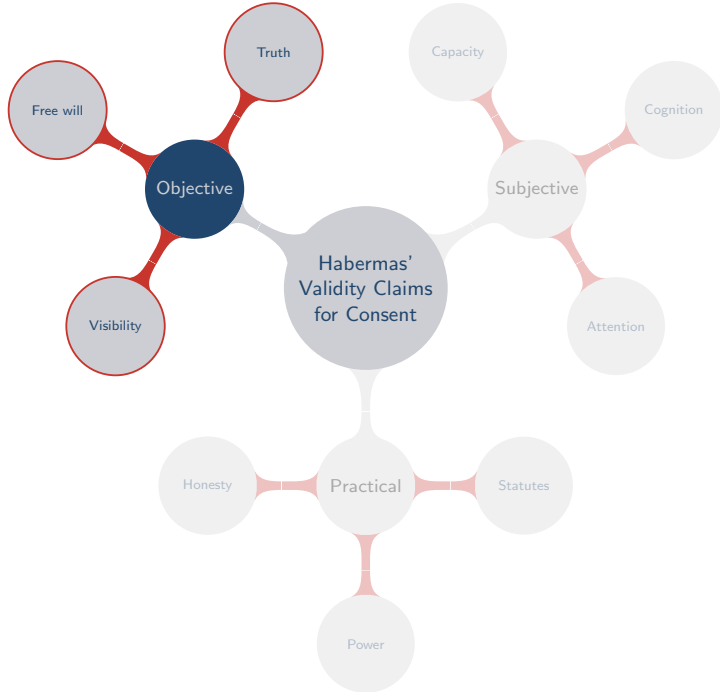 Truth
Capacity
Free will
Cognition
Objective
Subjective
Habermas'
Validity Claims
for Consent
Visibility
Attention
Honesty
Practical
Statutes
Power